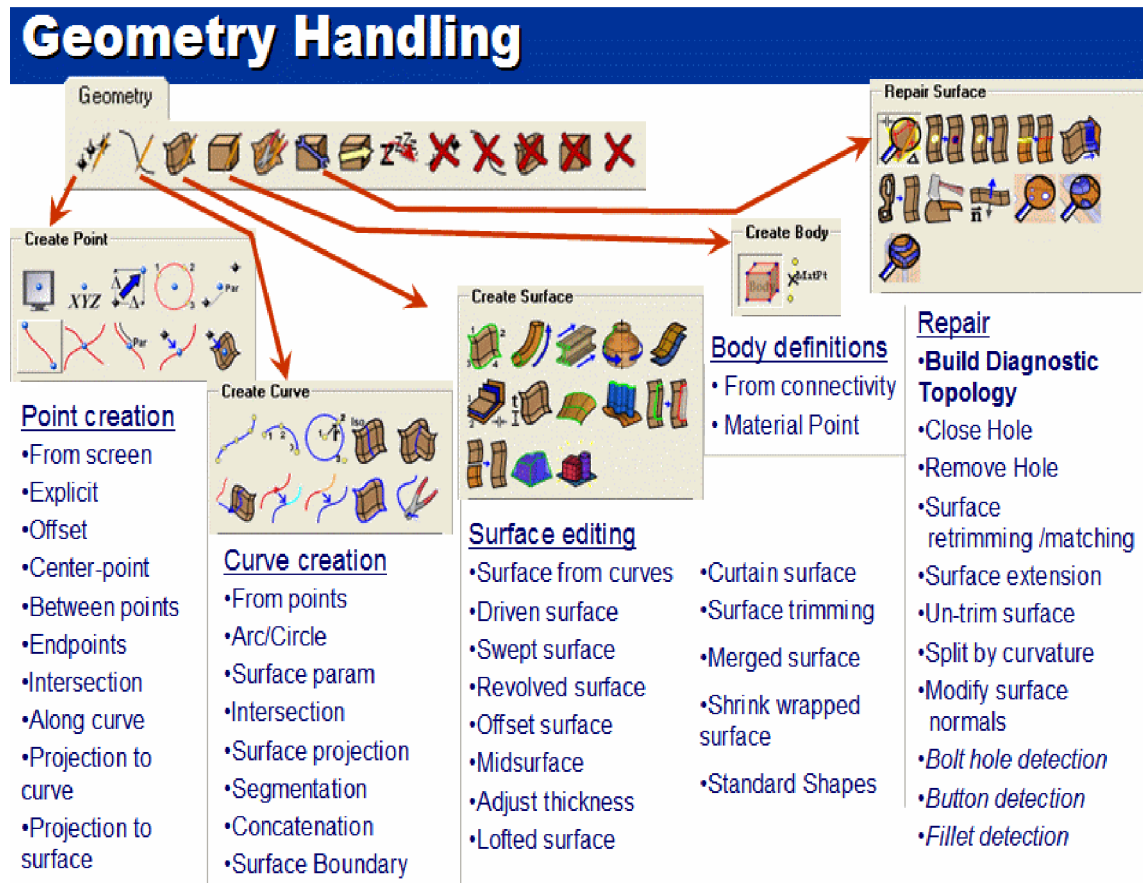 Geometry Handling
Geometry
Repair Surface
Create Point
XYZ
Par
Par
Create Curve
Iso
Create Surface
Create Body
Body
MatPt
Point creation
•From screen
•Explicit
•Offset
•Center-point
•Between points
•Endpoints
•Intersection
•Along curve
•Projection to
curve
•Projection to
surface
Curve creation
•From points
•Arc/Circle
•Surface param
•Intersection
•Surface projection
•Segmentation
•Concatenation
•Surface Boundary
Surface editing
•Surface from curves
•Driven surface
•Swept surface
•Revolved surface
•Offset surface
•Midsurface
•Adjust thickness
•Lofted surface
•Curtain surface
•Surface trimming
•Merged surface
•Shrink wrapped
surface
•Standard Shapes
Body definitions
• From connectivity
• Material Point
Repair
•Build Diagnostic
Topology
•Close Hole
•Remove Hole
•Surface
retrimming /matching
•Surface extension
•Un-trim surface
•Split by curvature
•Modify surface
normals
•Bolt hole detection
•Button detection
•Fillet detection